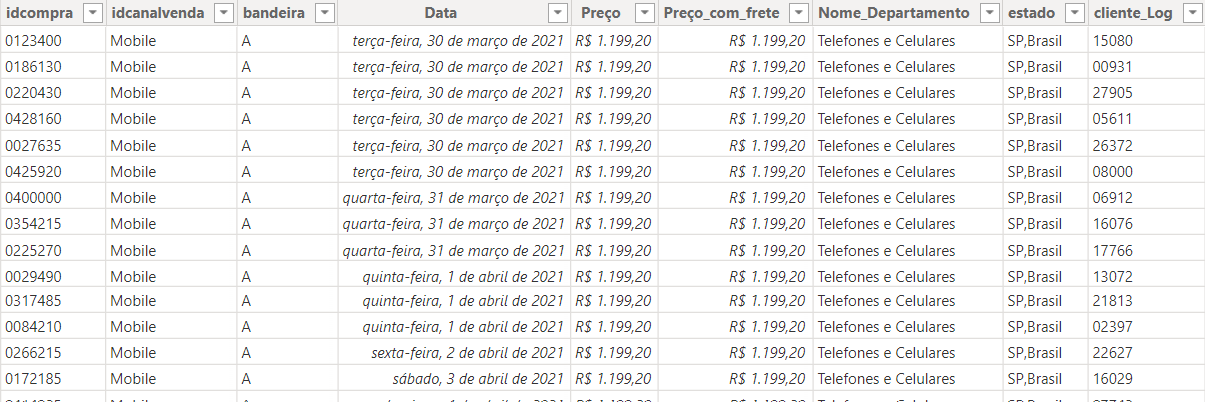 idcompra idcanalvenda bandeira Data Preço Preço_com_frete Nome_Departamento estado cliente_Log
0123400 Mobile A terça-feira, 30 de março de 2021 R$ 1.199,20 R$ 1.199,20 Telefones e Celulares SP,Brasil 15080
0186130 Mobile A terça-feira, 30 de março de 2021 R$ 1.199,20 R$ 1.199,20 Telefones e Celulares SP,Brasil 00931
0220430 Mobile A terça-feira, 30 de março de 2021 R$ 1.199,20 R$ 1.199,20 Telefones e Celulares SP,Brasil 27905
0428160 Mobile A terça-feira, 30 de março de 2021 R$ 1.199,20 R$ 1.199,20 Telefones e Celulares SP,Brasil 05611
0027635 Mobile A terça-feira, 30 de março de 2021 R$ 1.199,20 R$ 1.199,20 Telefones e Celulares SP,Brasil 26372
0425920 Mobile A terça-feira, 30 de março de 2021 R$ 1.199,20 R$ 1.199,20 Telefones e Celulares SP,Brasil 08000
0400000 Mobile A quarta-feira, 31 de março de 2021 R$ 1.199,20 R$ 1.199,20 Telefones e Celulares SP,Brasil 06912
0354215 Mobile A quarta-feira, 31 de março de 2021 R$ 1.199,20 R$ 1.199,20 Telefones e Celulares SP,Brasil 16076
0225270 Mobile A quarta-feira, 31 de março de 2021 R$ 1.199,20 R$ 1.199,20 Telefones e Celulares SP,Brasil 17766
0029490 Mobile A quinta-feira, 1 de abril de 2021 R$ 1.199,20 R$ 1.199,20 Telefones e Celulares SP,Brasil 13072
0317485 Mobile A quinta-feira, 1 de abril de 2021 R$ 1.199,20 R$ 1.199,20 Telefones e Celulares SP,Brasil 21813
0084210 Mobile A quinta-feira, 1 de abril de 2021 R$ 1.199,20 R$ 1.199,20 Telefones e Celulares SP,Brasil 02397
0266215 Mobile A sexta-feira, 2 de abril de 2021 R$ 1.199,20 R$ 1.199,20 Telefones e Celulares SP,Brasil 22627
0172185 Mobile A sábado, 3 de abril de 2021 R$ 1.199,20 R$ 1.199,20 Telefones e Celulares SP,Brasil 16029